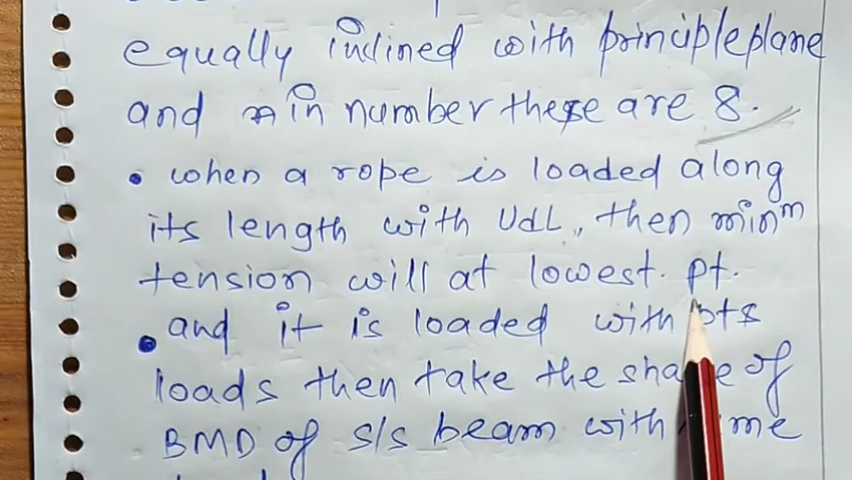 equally inclined with principleplane
and in number these are 8.
• when a rope is loaded along
its length with UdL, then minᵐ
tension will at lowest. pt.
• and it is loaded with pts
loads then take the of
BMD of s/s beam with